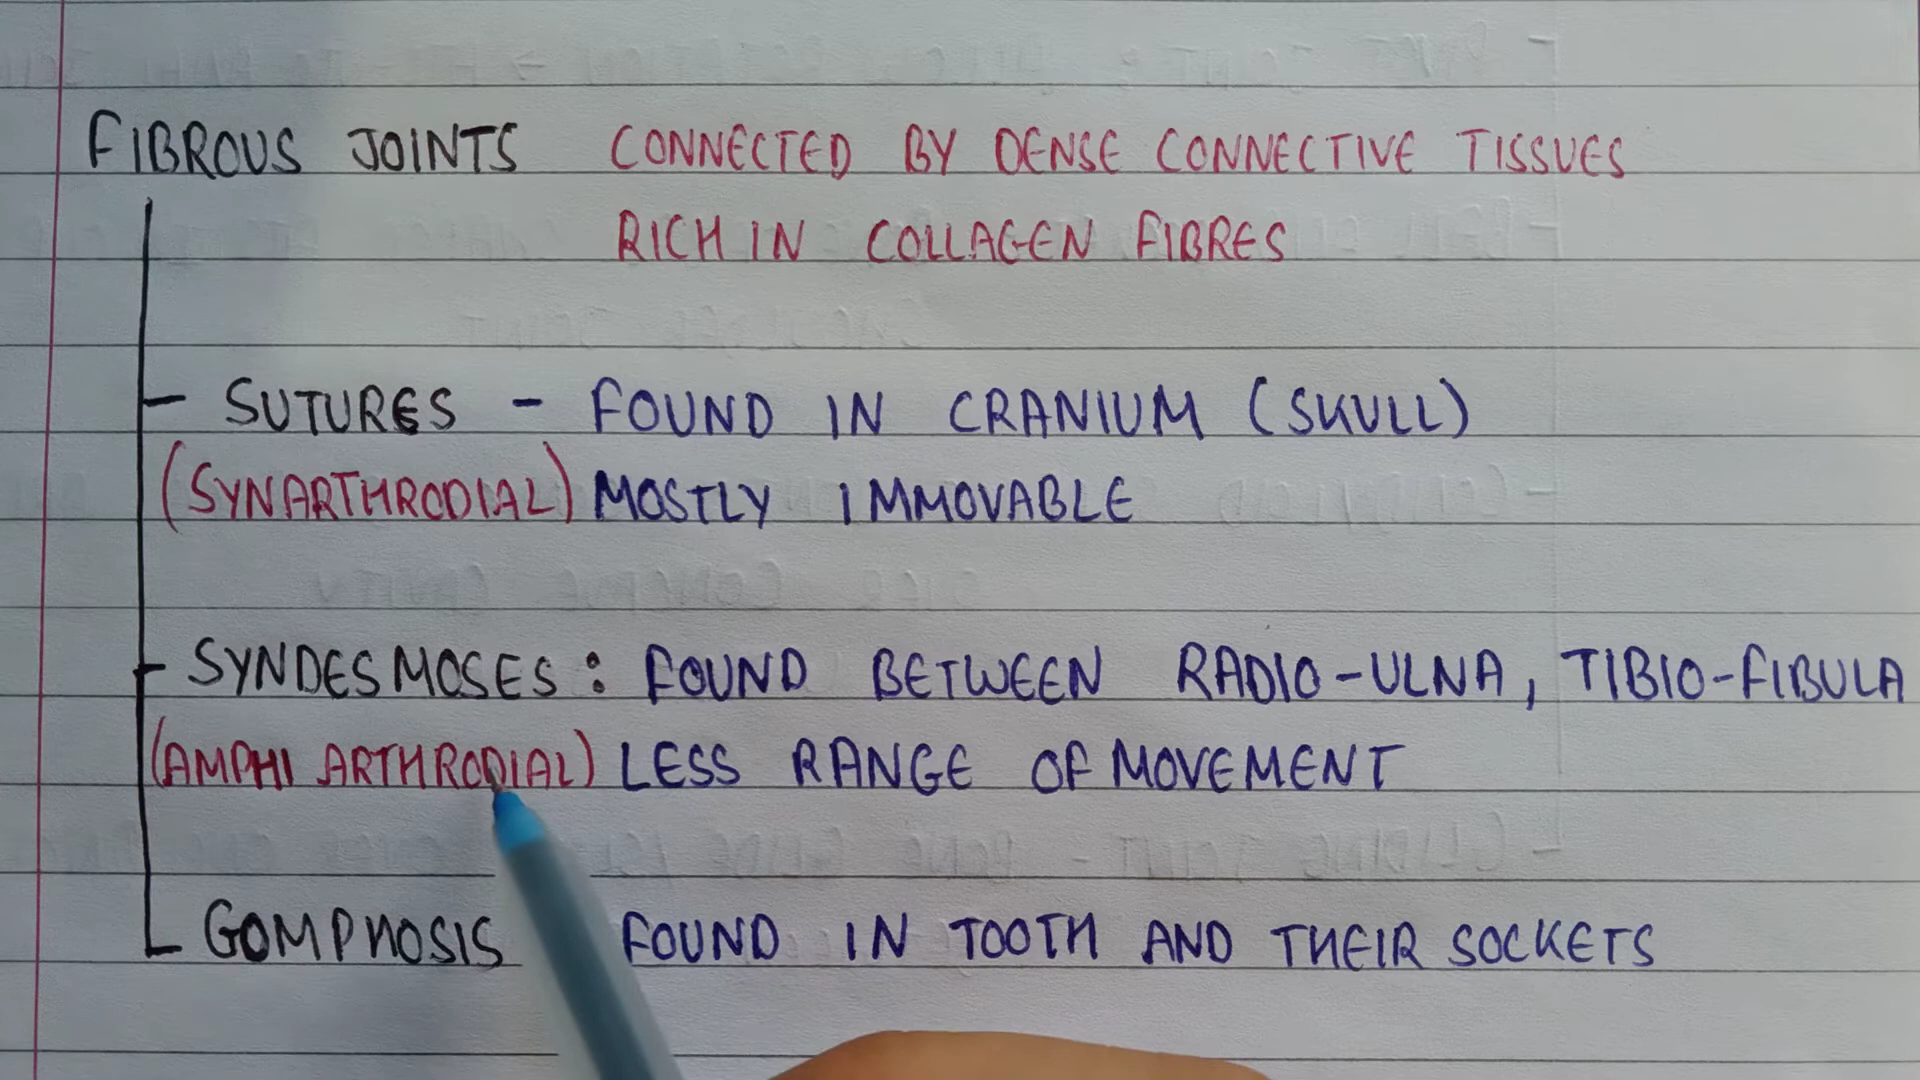 FIBROUS JOINTS CONNECTED BY DENSE CONNECTIVE TISSUES
RICH IN COLLAGEN FIBRES
- SUTURES - FOUND IN CRANIUM (SKULL)
(SYNARTHRODIAL) MOSTLY IMMOVABLE
- SYNDESMOSES : FOUND BETWEEN RADIO-ULNA, TIBIO-FIBULA
(AMPHI ARTHRODIAL) LESS RANGE OF MOVEMENT
GOMPHOSIS FOUND IN TOOTH AND THEIR SOCKETS